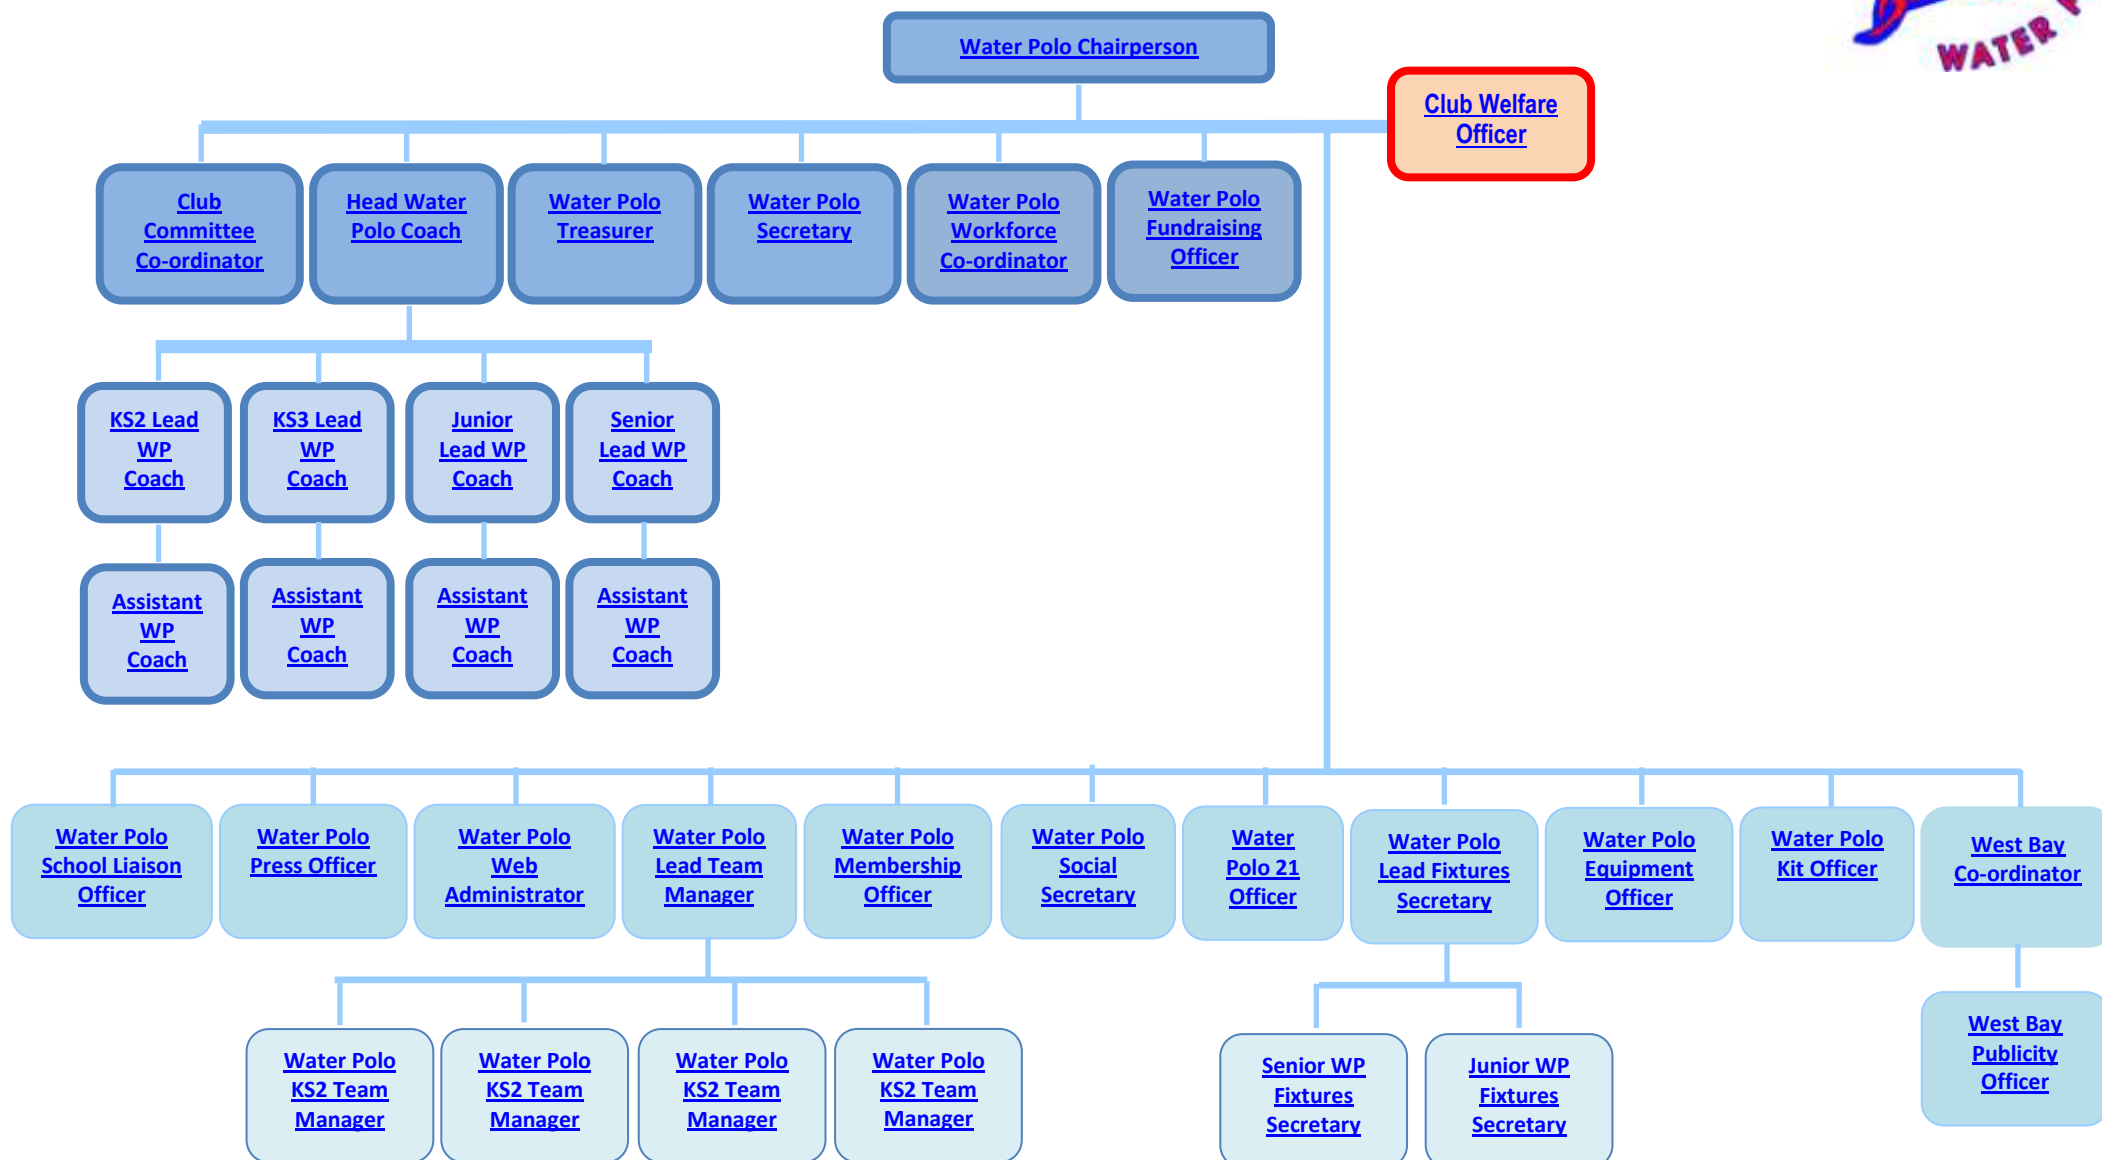 WATER
Water Polo Chairperson
Club Welfare
Officer
Club
Committee
Co-ordinator
Head Water
Polo Coach
Water Polo
Treasurer
Water Polo
Secretary
Water Polo
Workforce
Co-ordinator
Water Polo
Fundraising
Officer
KS2 Lead
WP
Coach
KS3 Lead
WP
Coach
Junior
Lead WP
Coach
Senior
Lead WP
Coach
Assistant
WP
Coach
Assistant
WP
Coach
Assistant
WP
Coach
Assistant
WP
Coach
Water Polo
School Liaison
Officer
Water Polo
Press Officer
Water Polo
Web
Administrator
Water Polo
Lead Team
Manager
Water Polo
Membership
Officer
Water Polo
Social
Secretary
Water
Polo 21
Officer
Water Polo
Lead Fixtures
Secretary
Water Polo
Equipment
Officer
Water Polo
Kit Officer
West Bay
Co-ordinator
Water Polo
KS2 Team
Manager
Water Polo
KS2 Team
Manager
Water Polo
KS2 Team
Manager
Water Polo
KS2 Team
Manager
Senior WP
Fixtures
Secretary
Junior WP
Fixtures
Secretary
West Bay
Publicity
Officer